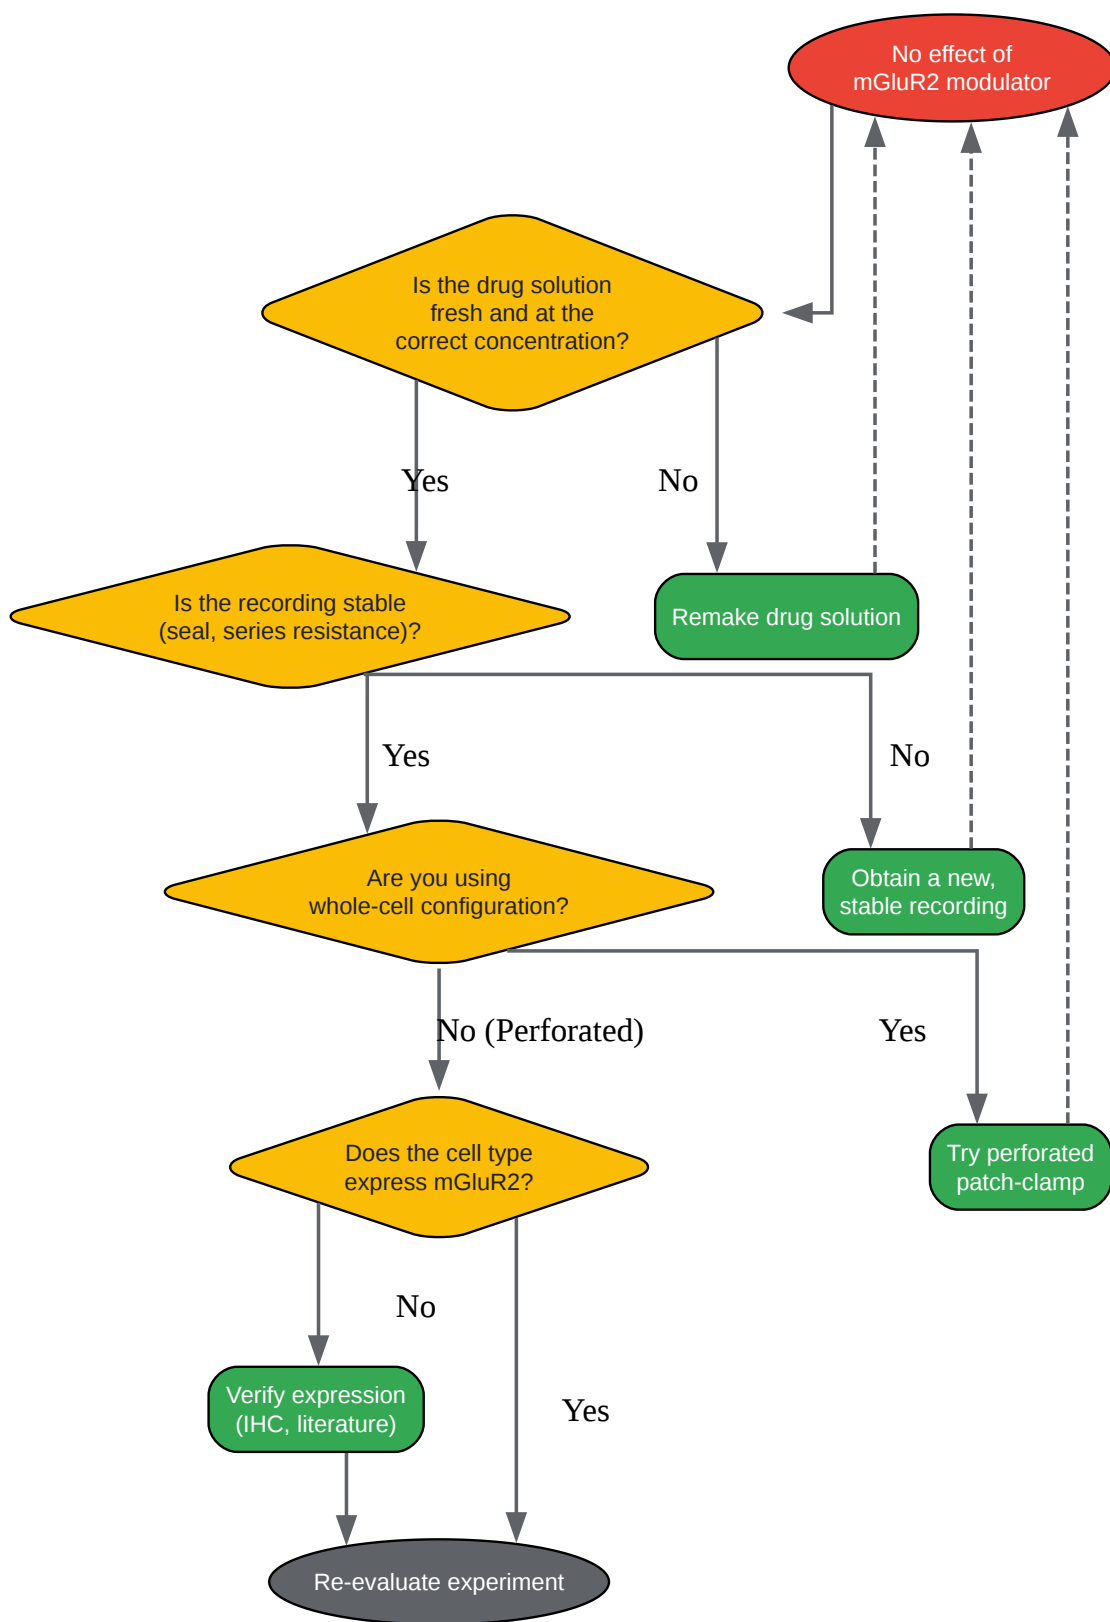 No effect of
mGluR2 modulator
Is the drug solution
fresh and at the
correct concentration?
Yes
No
Is the recording stable
(seal, series resistance)?
Remake drug solution
Yes
No
Are you using
whole-cell configuration?
Obtain a new,
stable recording
No (Perforated)
Yes
Does the cell type
express mGluR2?
Try perforated
patch-clamp
No
Verify expression
(IHC, literature)
Yes
Re-evaluate experiment